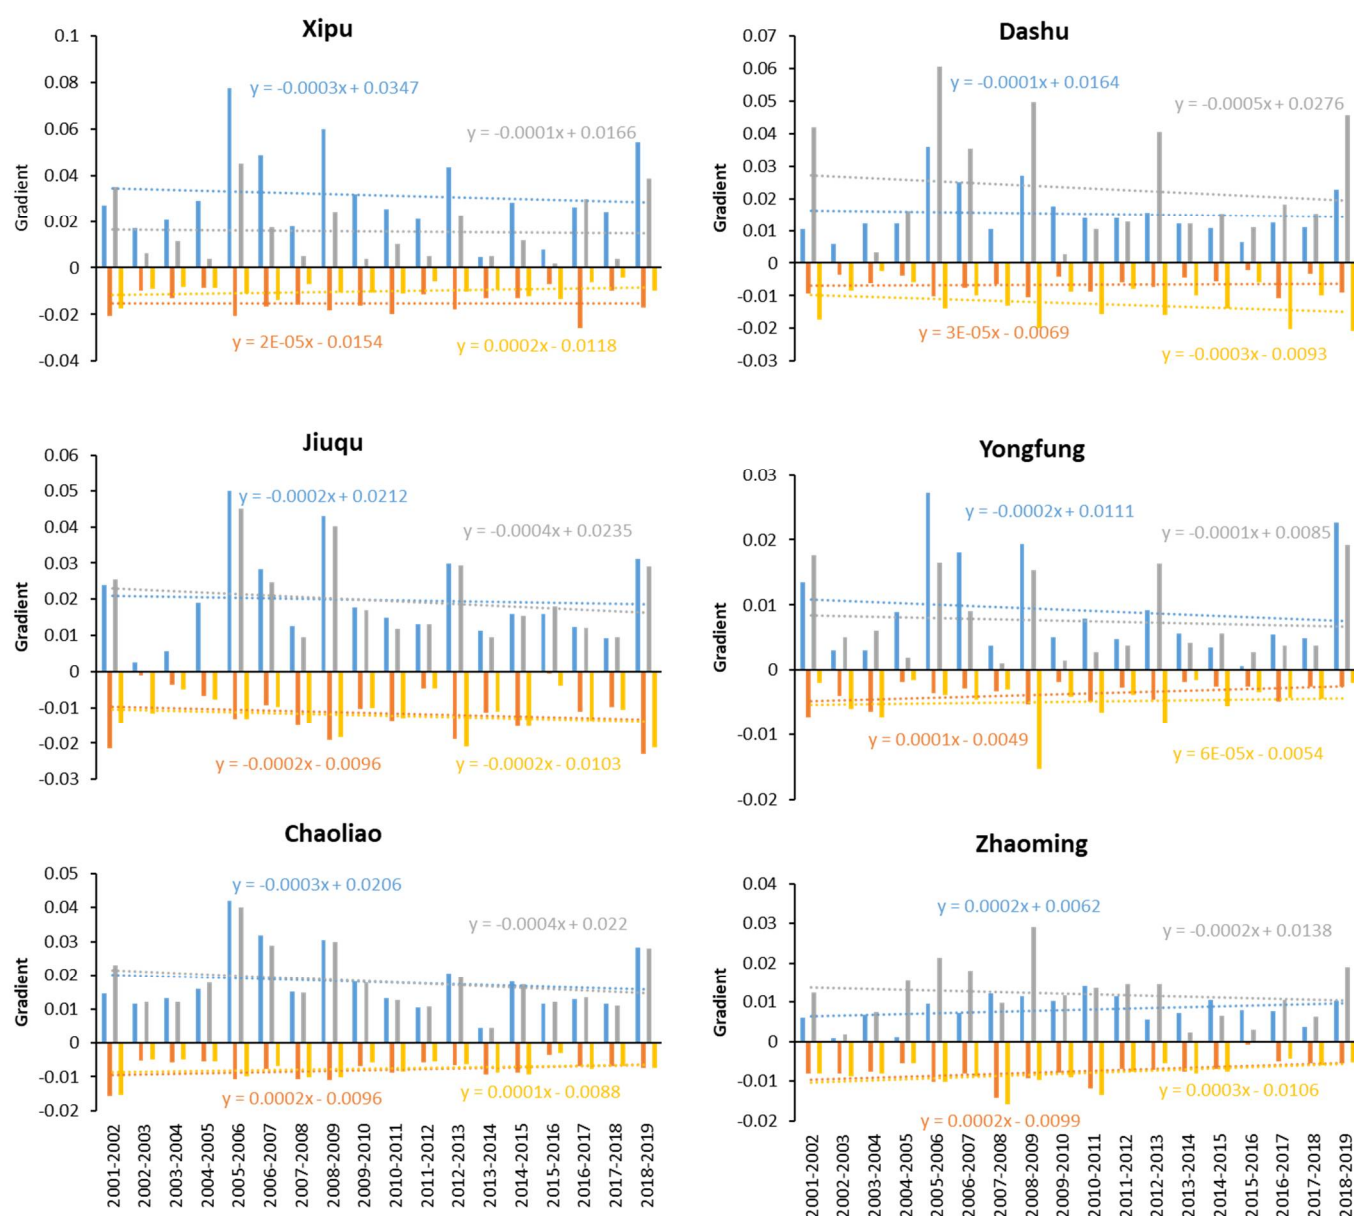 Xipu
0.1
0.08
0.06
0.04
0.02
0
-0.02
-0.04
Gradient
y = -0.0003x + 0.0347
y = -0.0001x + 0.0166
y = 2E-05x - 0.0154
y = 0.0002x - 0.0118
Dashu
0.07
0.06
0.05
0.04
0.03
0.02
0.01
0
-0.01
-0.02
-0.03
y = -0.0001x + 0.0164
y = -0.0005x + 0.0276
y = 3E-05x - 0.0069
y = -0.0003x - 0.0093
Jiuqu
0.06
0.05
0.04
0.03
0.02
0.01
0
-0.01
-0.02
-0.03
Gradient
y = -0.0002x + 0.0212
y = -0.0004x + 0.0235
y = -0.0002x - 0.0096
y = -0.0002x - 0.0103
Yongfung
0.03
0.02
0.01
0
-0.01
-0.02
y = -0.0002x + 0.0111
y = -0.0001x + 0.0085
y = 0.0001x - 0.0049
y = 6E-05x - 0.0054
Chaoliao
0.05
0.04
0.03
0.02
0.01
0
-0.01
-0.02
Gradient
y = -0.0003x + 0.0206
y = -0.0004x + 0.022
y = 0.0002x - 0.0096
y = 0.0001x - 0.0088
2001-2002
2002-2003
2003-2004
2004-2005
2005-2006
2006-2007
2007-2008
2008-2009
2009-2010
2010-2011
2011-2012
2012-2013
2013-2014
2014-2015
2015-2016
2016-2017
2017-2018
2018-2019
Zhaoming
0.04
0.03
0.02
0.01
0
-0.01
-0.02
Gradient
y = 0.0002x + 0.0062
y = -0.0002x + 0.0138
y = 0.0002x - 0.0099
y = 0.0003x - 0.0106
2001-2002
2002-2003
2003-2004
2004-2005
2005-2006
2006-2007
2007-2008
2008-2009
2009-2010
2010-2011
2011-2012
2012-2013
2013-2014
2014-2015
2015-2016
2016-2017
2017-2018
2018-2019